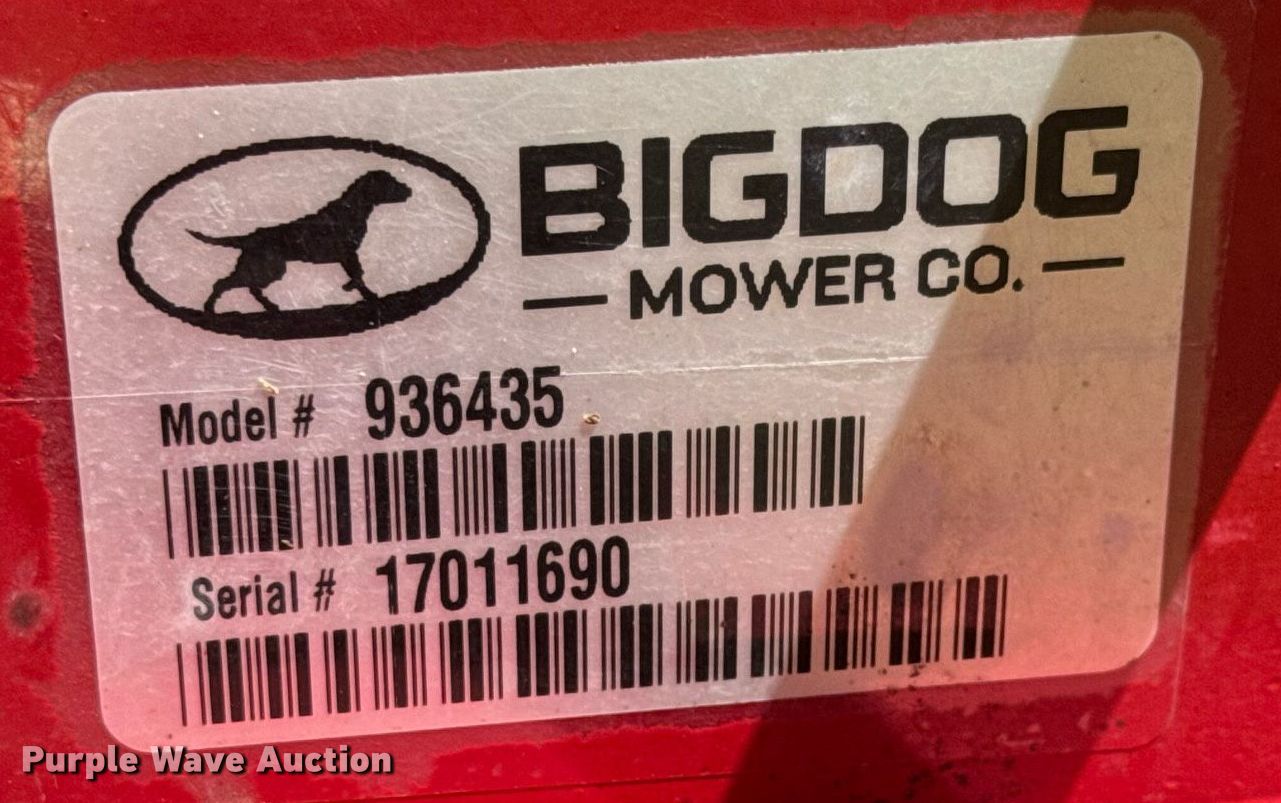 BIGDOG
— MOWER CO. —
Model # 936435
Serial # 17011690
Purple Wave Auction